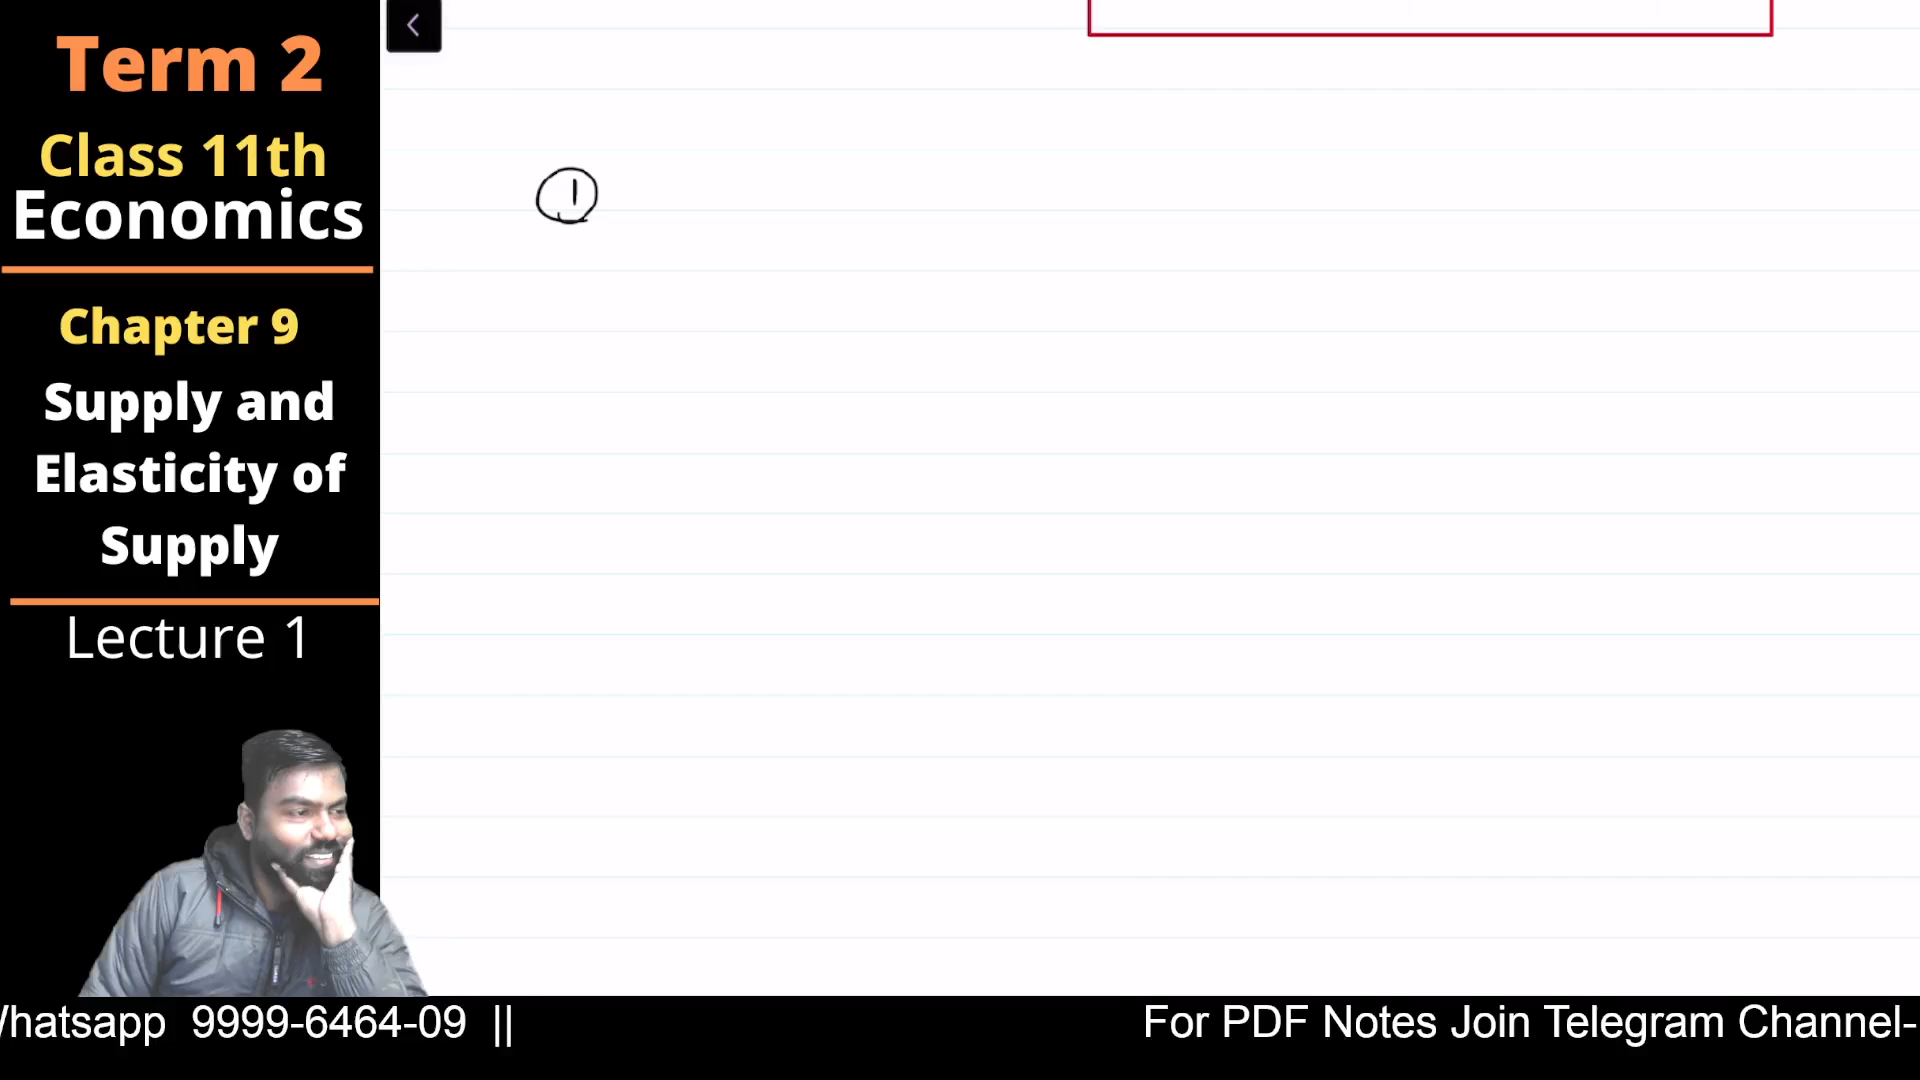 Term 2
Class 11th
Economics
Chapter 9
Supply and
Elasticity of
Supply
Lecture 1
1
Whatsapp 9999-6464-09 || For PDF Notes Join Telegram Channel-